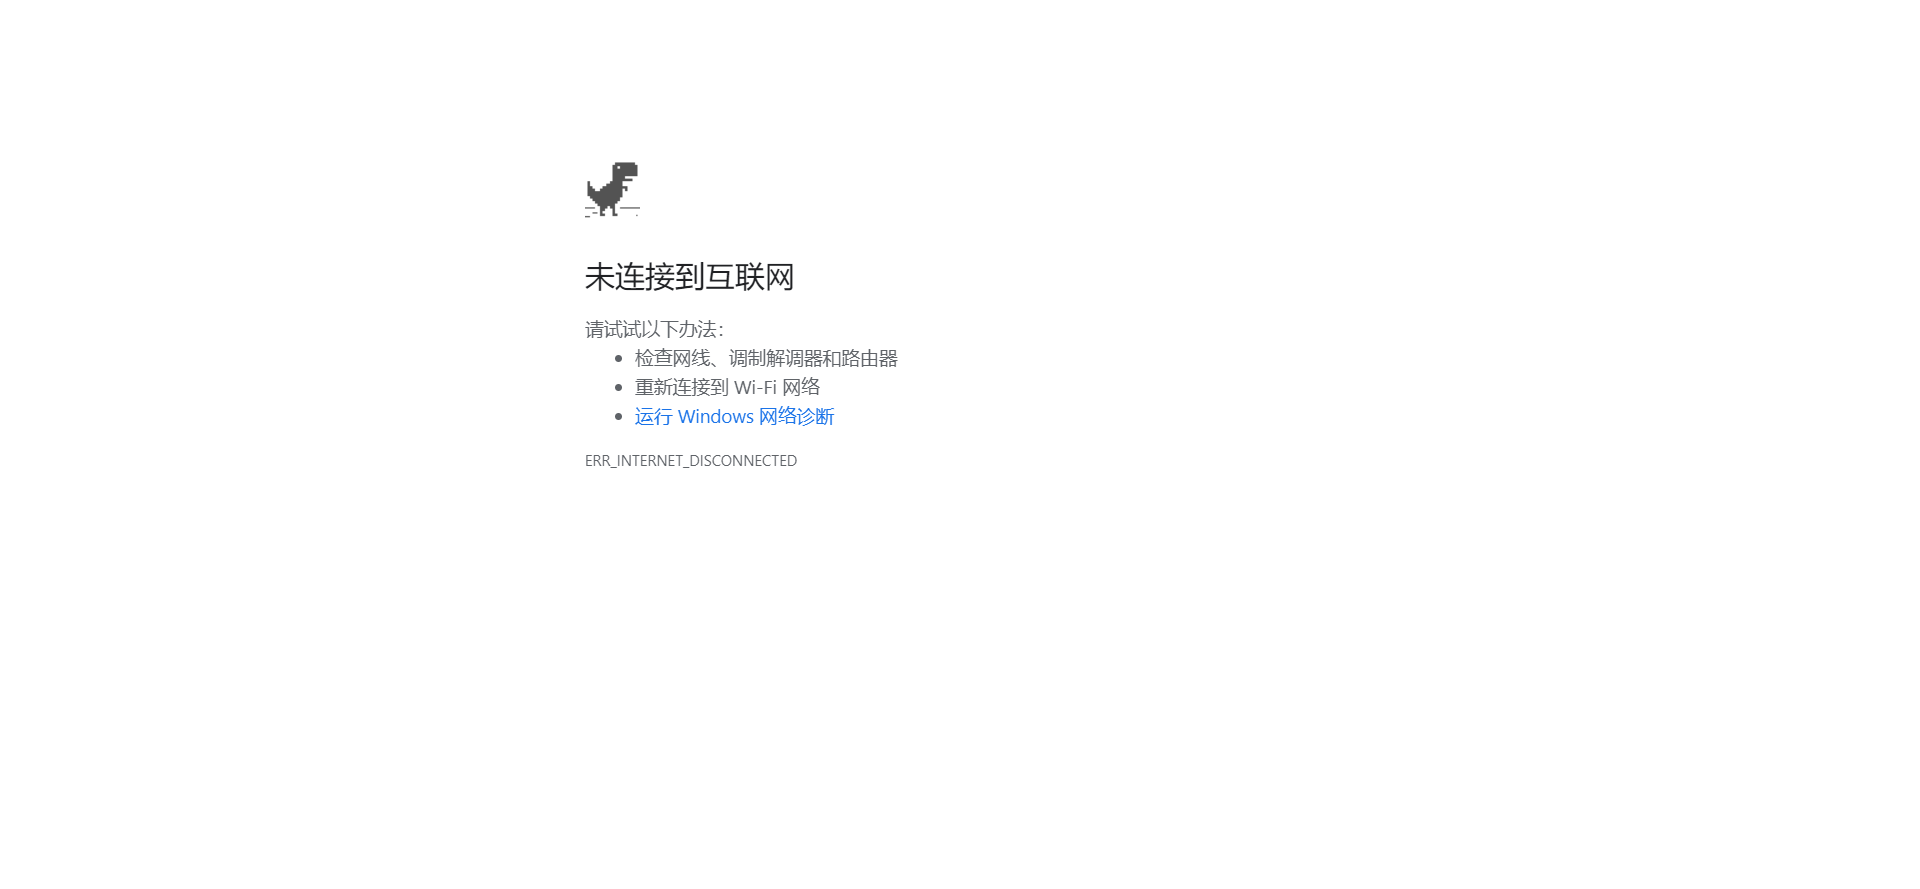 未连接到互联网
请试试以下办法：
检查网线、调制解调器和路由器
重新连接到 Wi-Fi 网络
运行 Windows 网络诊断
ERR_INTERNET_DISCONNECTED